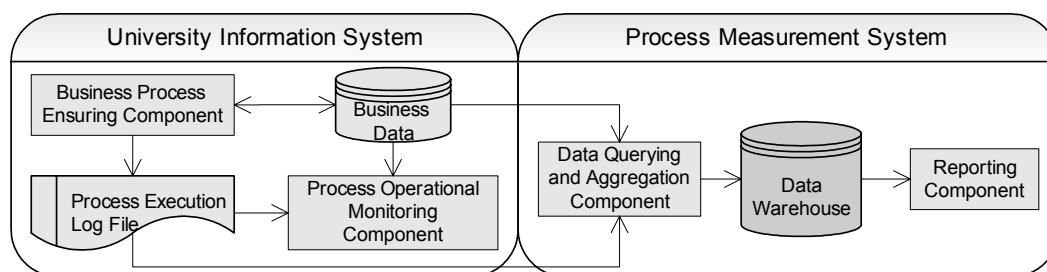 University Information System
Process Measurement System
Business Process
Ensuring Component
Business
Data
Process Execution
Log File
Process Operational
Monitoring
Component
Data Querying
and Aggregation
Component
Data
Warehouse
Reporting
Component